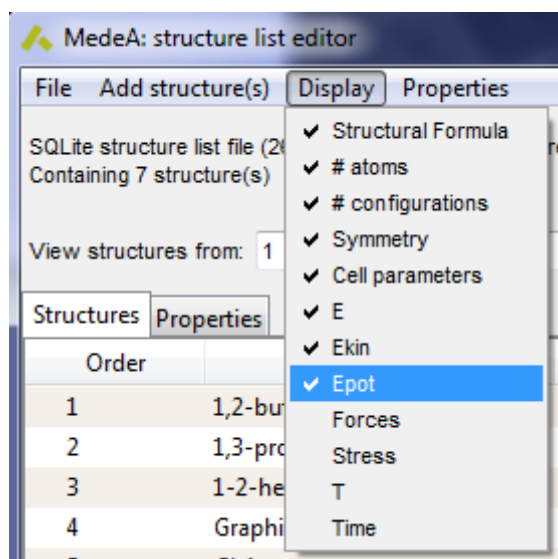 MedeA: structure list editor
File Add structure(s) Display Properties
SQLite structure list file
Containing 7 structure(s)
View structures from: 1
Structural Formula
# atoms
# configurations
Symmetry
Cell parameters
E
Ekin
Epot
Forces
Stress
T
Time
Structures Properties
Order
1
2
3
4